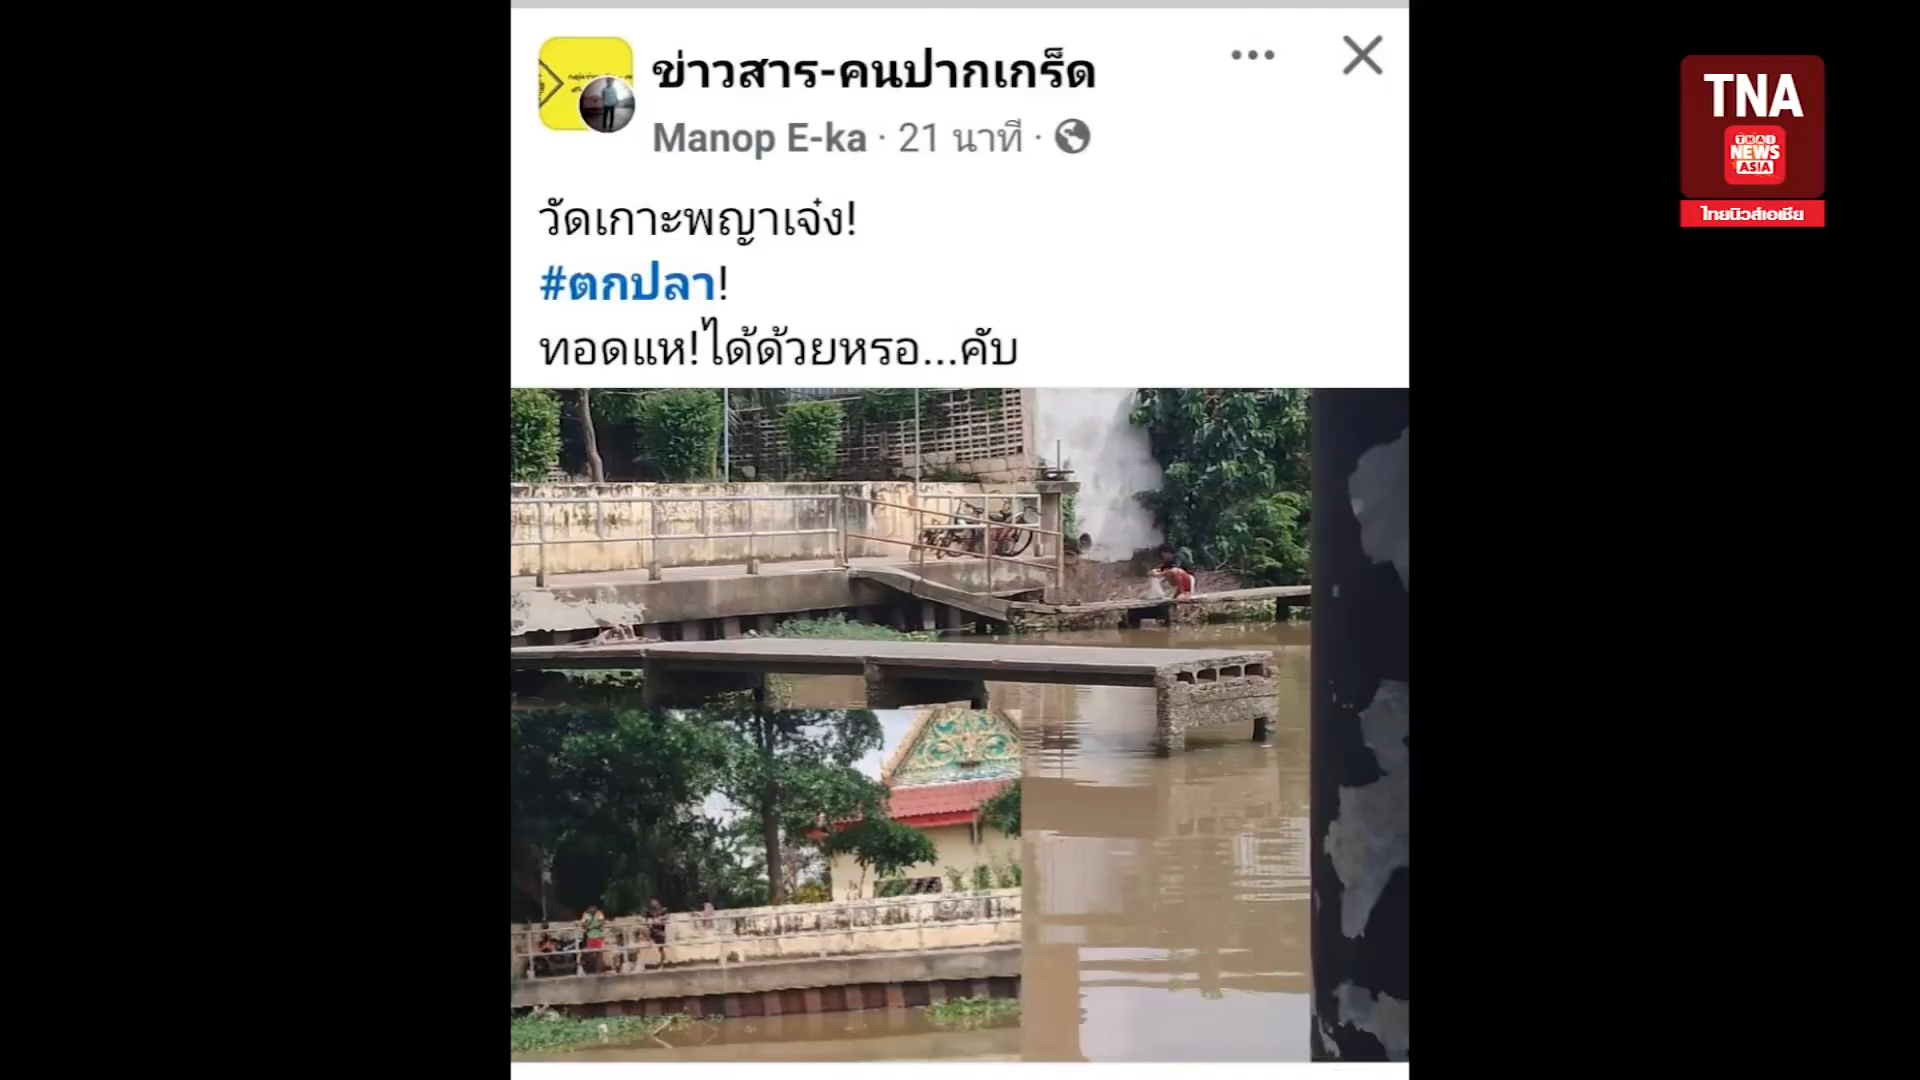 ข่าวสาร-คนปากเกร็ด
Manop E-ka · 21 นาที ·
วัดเกาะพญาเจ๋ง!
#ตกปลา!
ทอดแห!ได้ด้วยหรอ...คับ
TNA
THAI
NEWS
ASIA
ไทยนิวส์เอเชีย